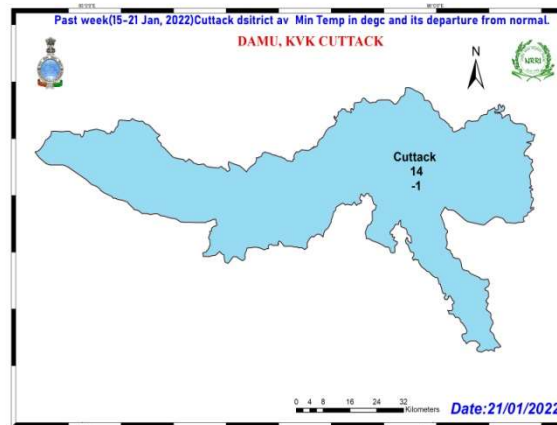 Past week(15-21 Jan, 2022)Cuttack dsitrict av Min Temp in degc and its departure from normal.
DAMU, KVK CUTTACK
N
NRRI
Cuttack
14
-1
0 4 8 16 24 32
Kilometers
Date:21/01/2022